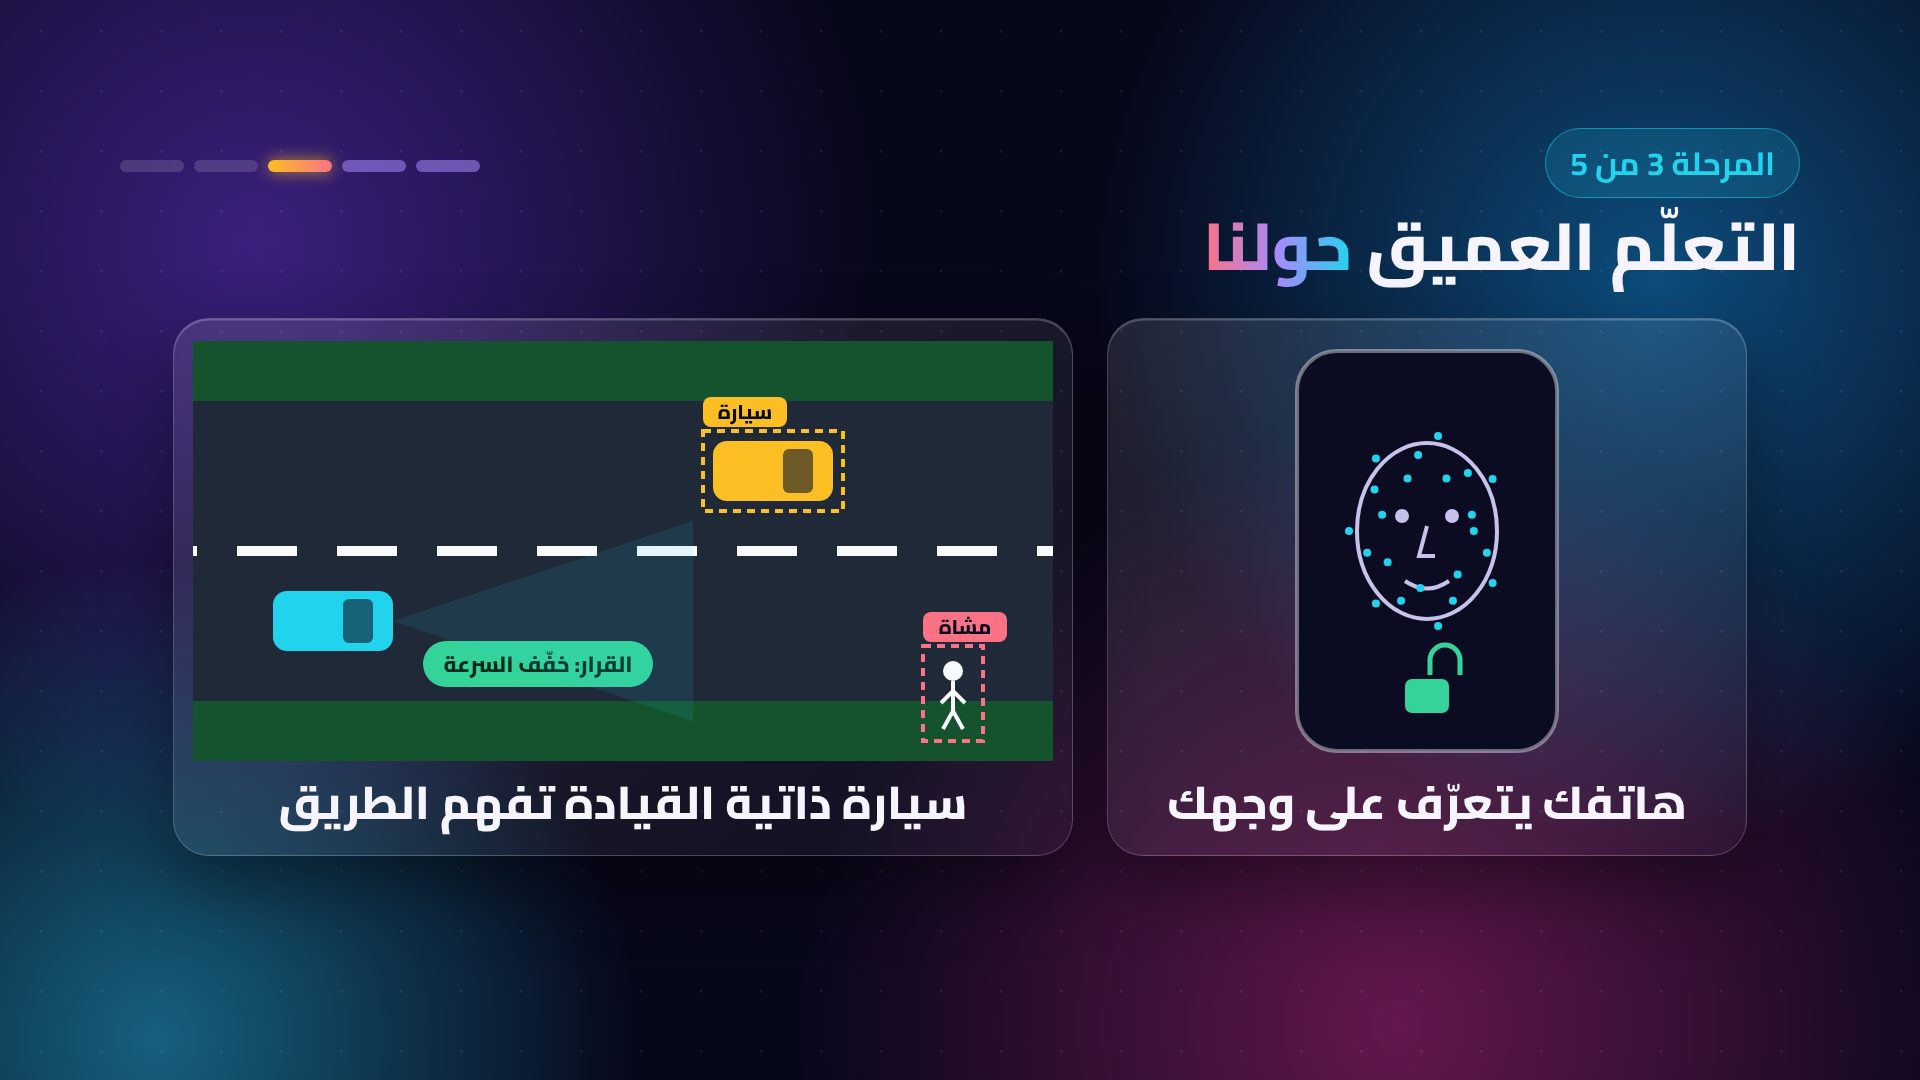 المرحلة 3 من 5
التعلّم العميق حولنا
هاتفك يتعرّف على وجهك
سيارة
مشاة
القرار: خفّف السرعة
سيارة ذاتية القيادة تفهم الطريق